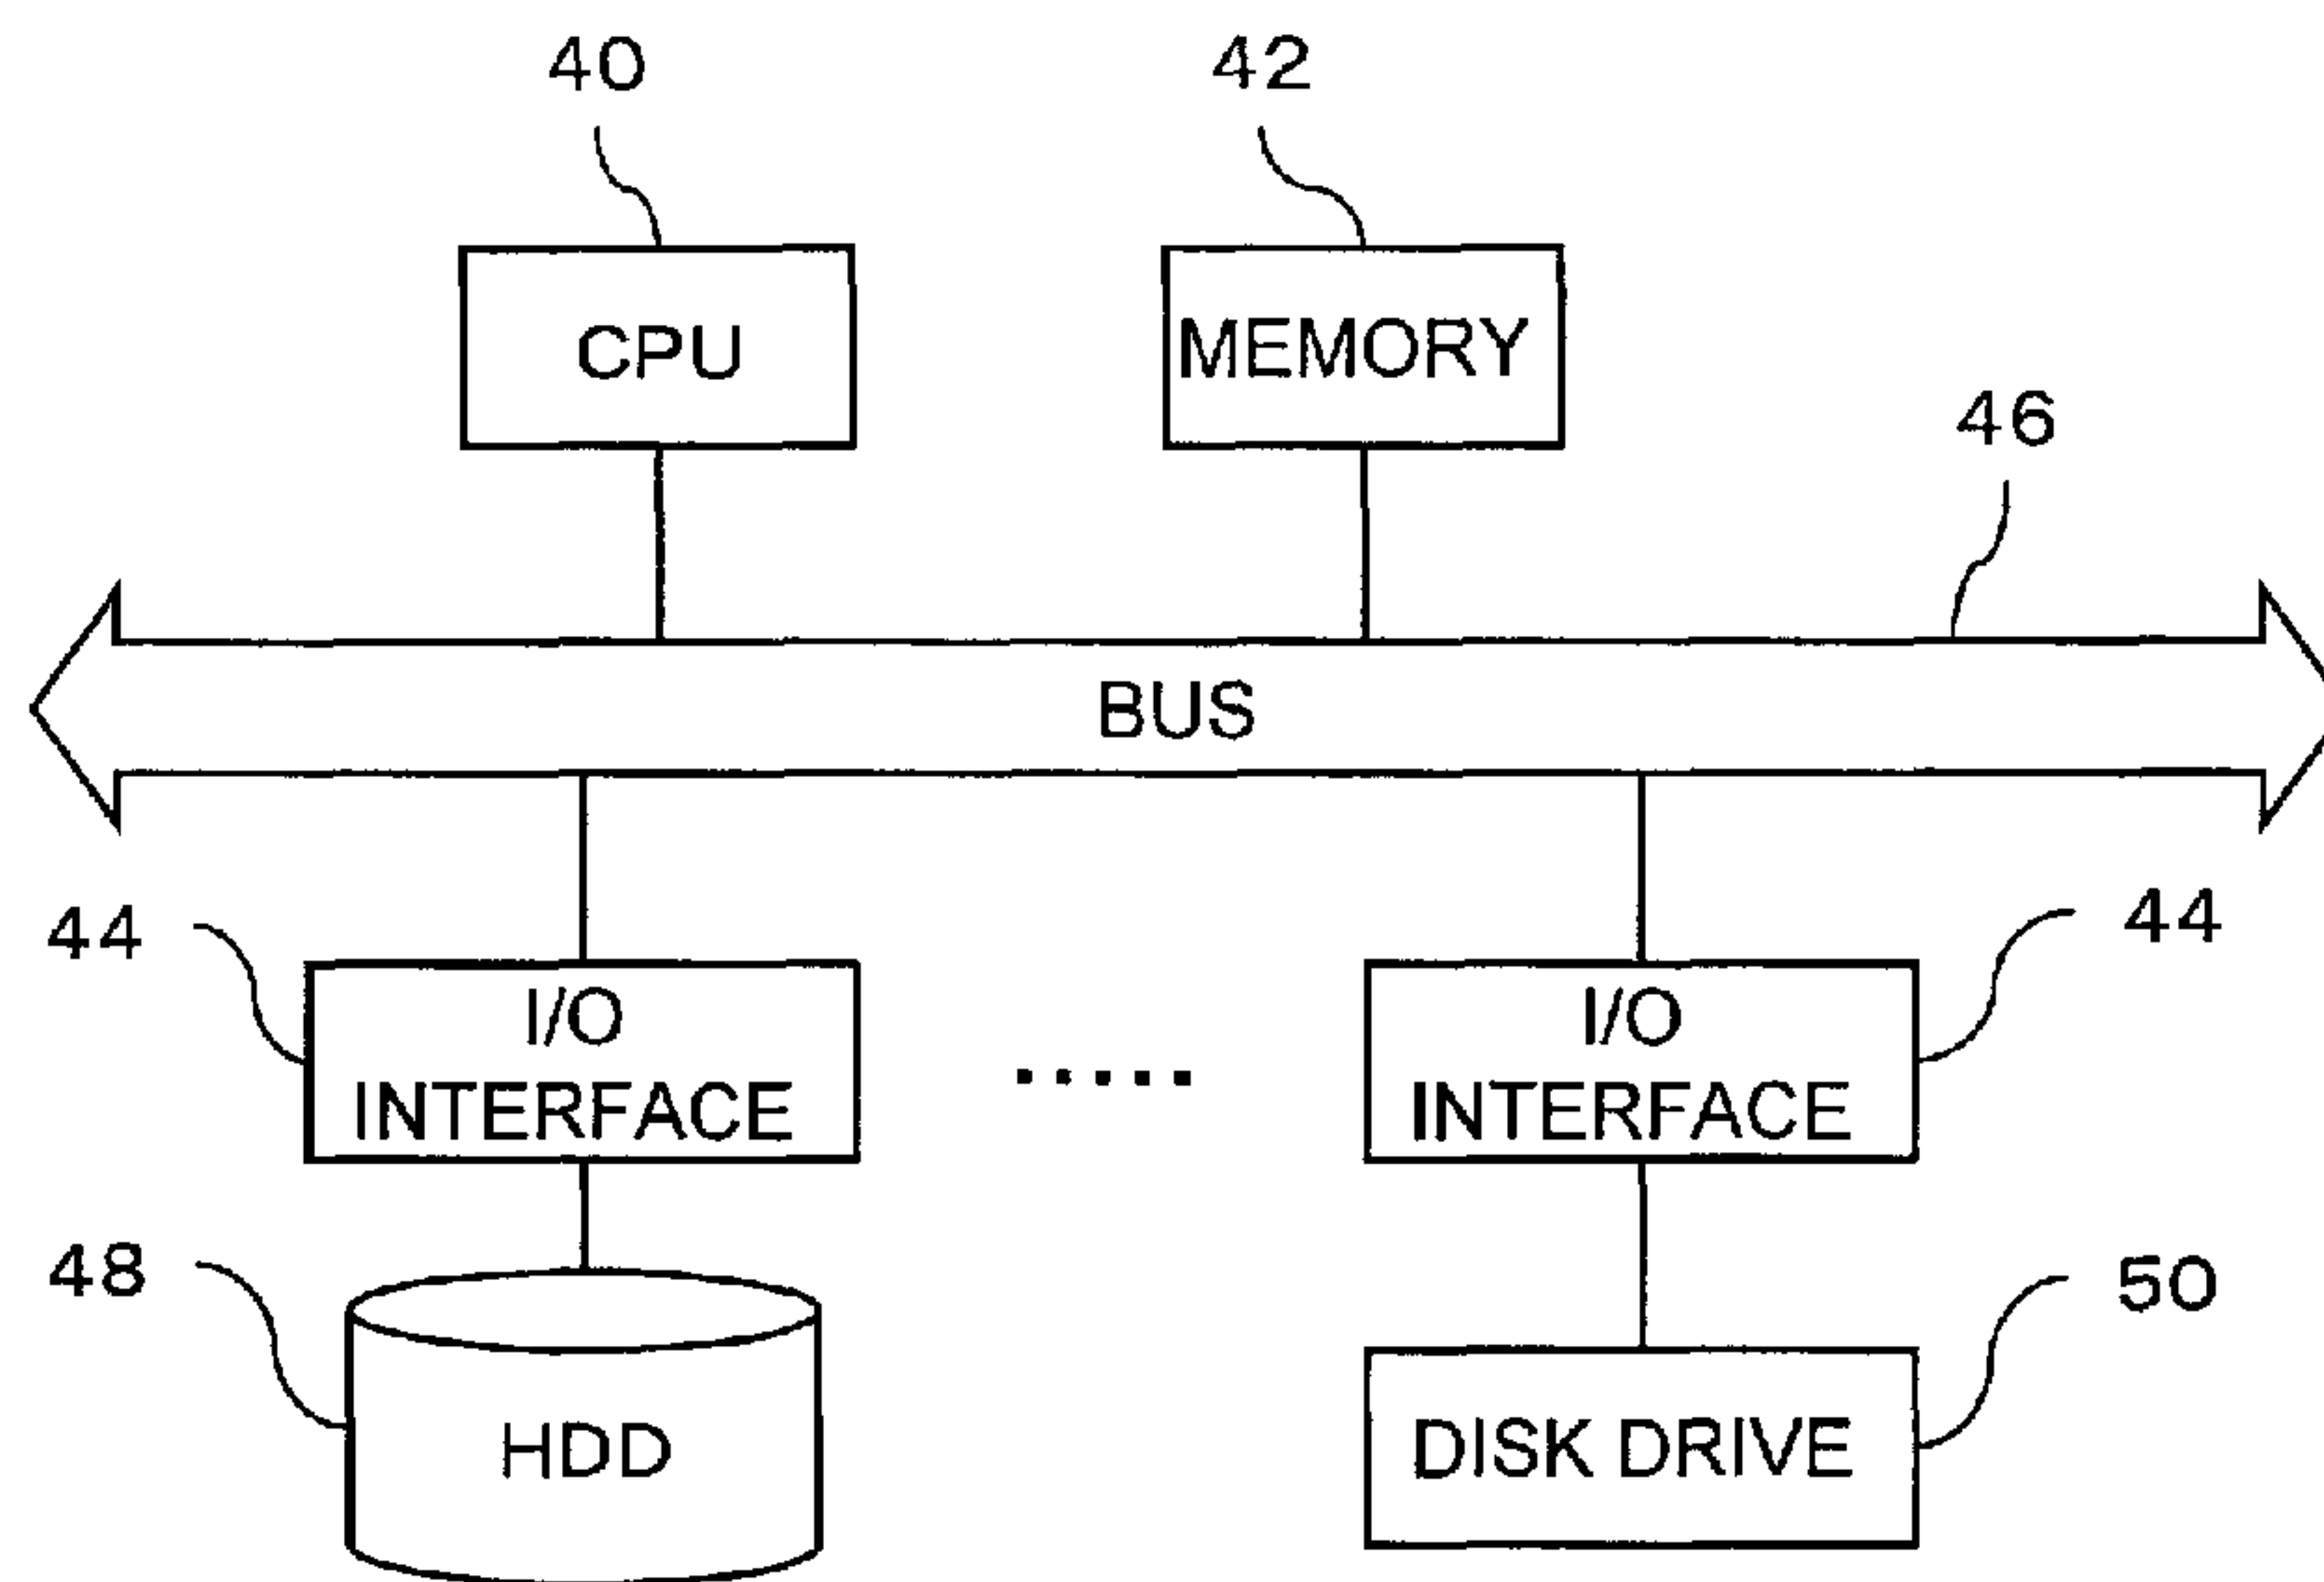 40
42
CPU
MEMORY
46
BUS
44
44
I/O
INTERFACE
.....
I/O
INTERFACE
48
50
HDD
DISK DRIVE